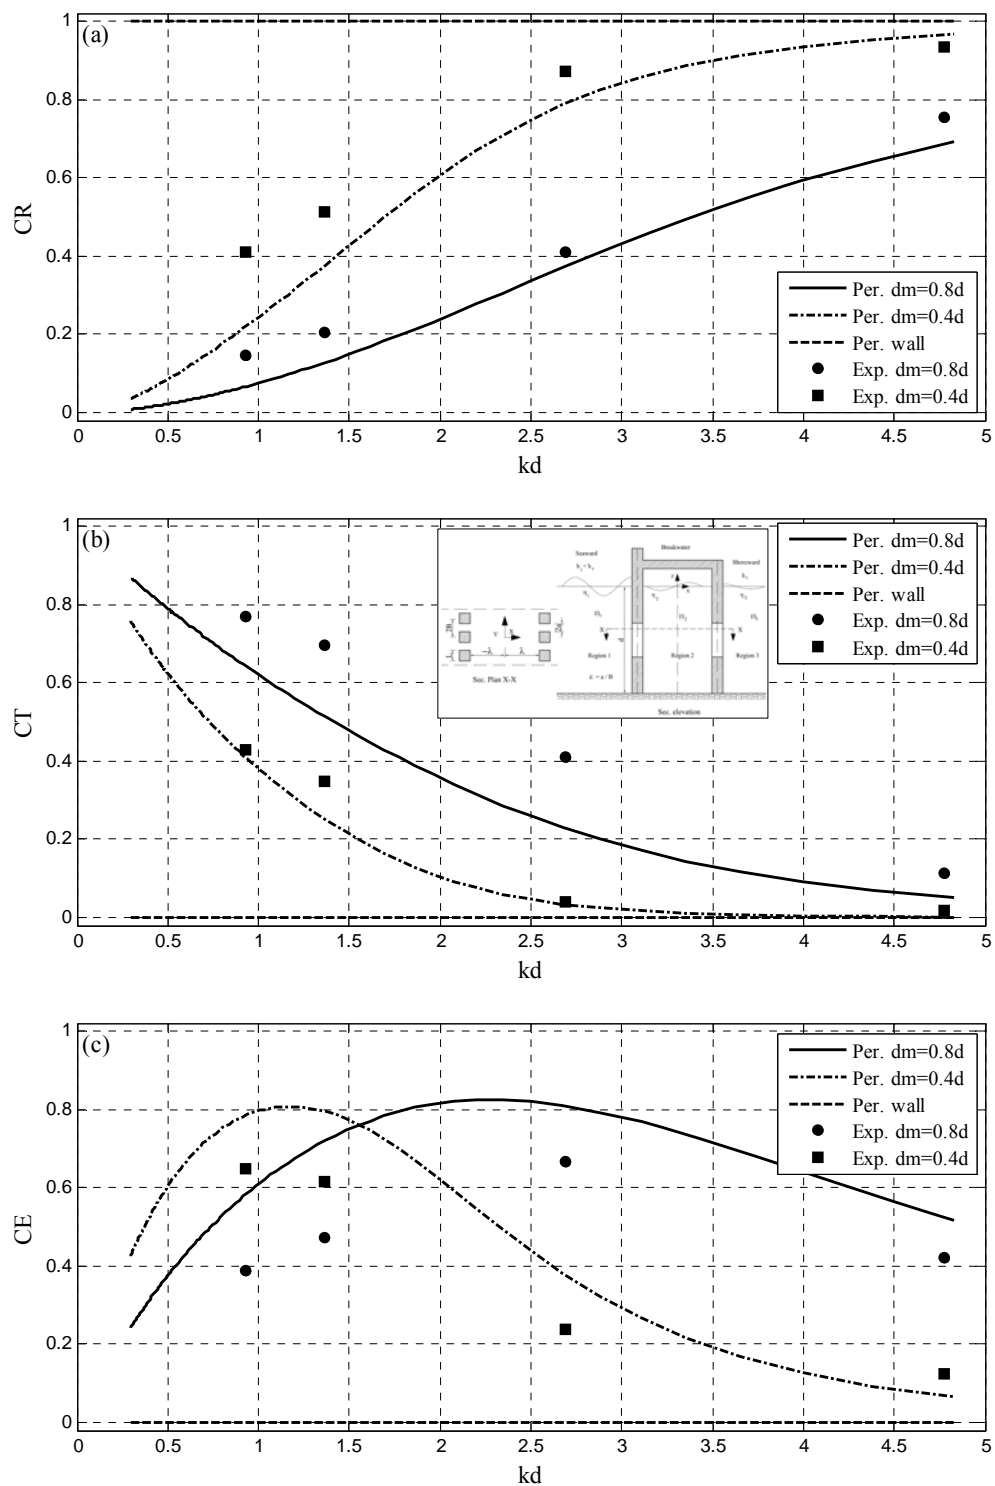 (a)
1
0.8
0.6
0.4
0.2
0
CR
0 0.5 1 1.5 2 2.5 3 3.5 4 4.5 5
kd
Per. dm=0.8d
Per. dm=0.4d
Per. wall
Exp. dm=0.8d
Exp. dm=0.4d
(b)
1
0.8
0.6
0.4
0.2
0
CT
0 0.5 1 1.5 2 2.5 3 3.5 4 4.5 5
kd
Per. dm=0.8d
Per. dm=0.4d
Per. wall
Exp. dm=0.8d
Exp. dm=0.4d
Seaward
Breakwater
Shoreward
Region 1
Region 2
Region 3
ε = a / B
2B
−λ
λ
d
X
X
Sec. Plan X-X
Sec. elevation
(c)
1
0.8
0.6
0.4
0.2
0
CE
0 0.5 1 1.5 2 2.5 3 3.5 4 4.5 5
kd
Per. dm=0.8d
Per. dm=0.4d
Per. wall
Exp. dm=0.8d
Exp. dm=0.4d